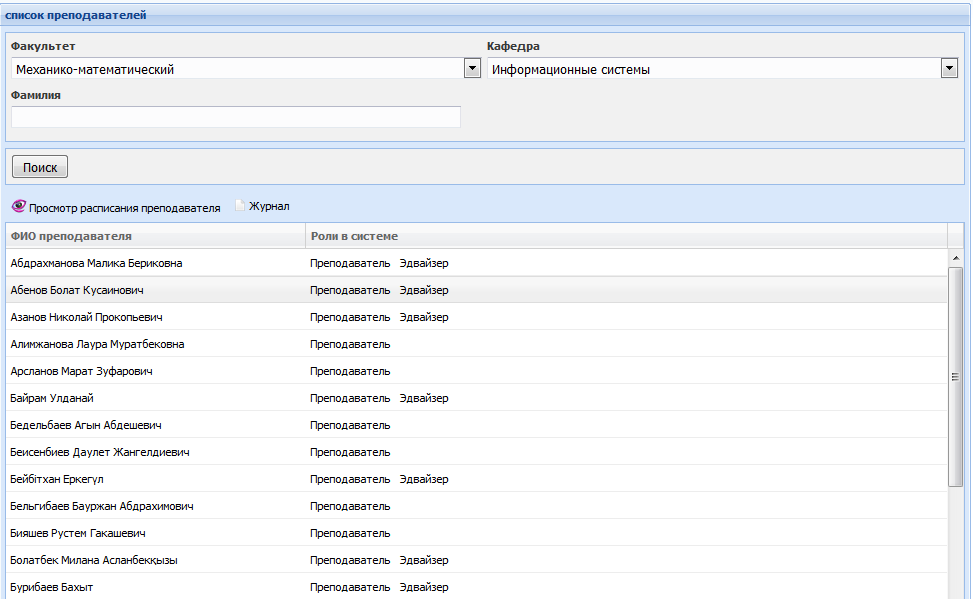 список преподавателей
Факультет Кафедра
Механико-математический Информационные системы
Фамилия
Поиск
Просмотр расписания преподавателя Журнал
ФИО преподавателя Роли в системе
Абдрахманова Малика Бериковна Преподаватель Эдвайзер
Абенов Болат Кусаинович Преподаватель Эдвайзер
Азанов Николай Прокопьевич Преподаватель Эдвайзер
Алимжанова Лаура Муратбековна Преподаватель
Арсланов Марат Зуфарович Преподаватель
Байрам Улданай Преподаватель Эдвайзер
Бедельбаев Агын Абдешевич Преподаватель
Беисенбиев Даулет Жангелдиевич Преподаватель
Бейбітхан Еркегүл Преподаватель Эдвайзер
Бельгибаев Бауржан Абдрахимович Преподаватель
Бияшев Рустем Гакашевич Преподаватель
Болатбек Милана Асланбекқызы Преподаватель Эдвайзер
Бурибаев Бахыт Преподаватель Эдвайзер